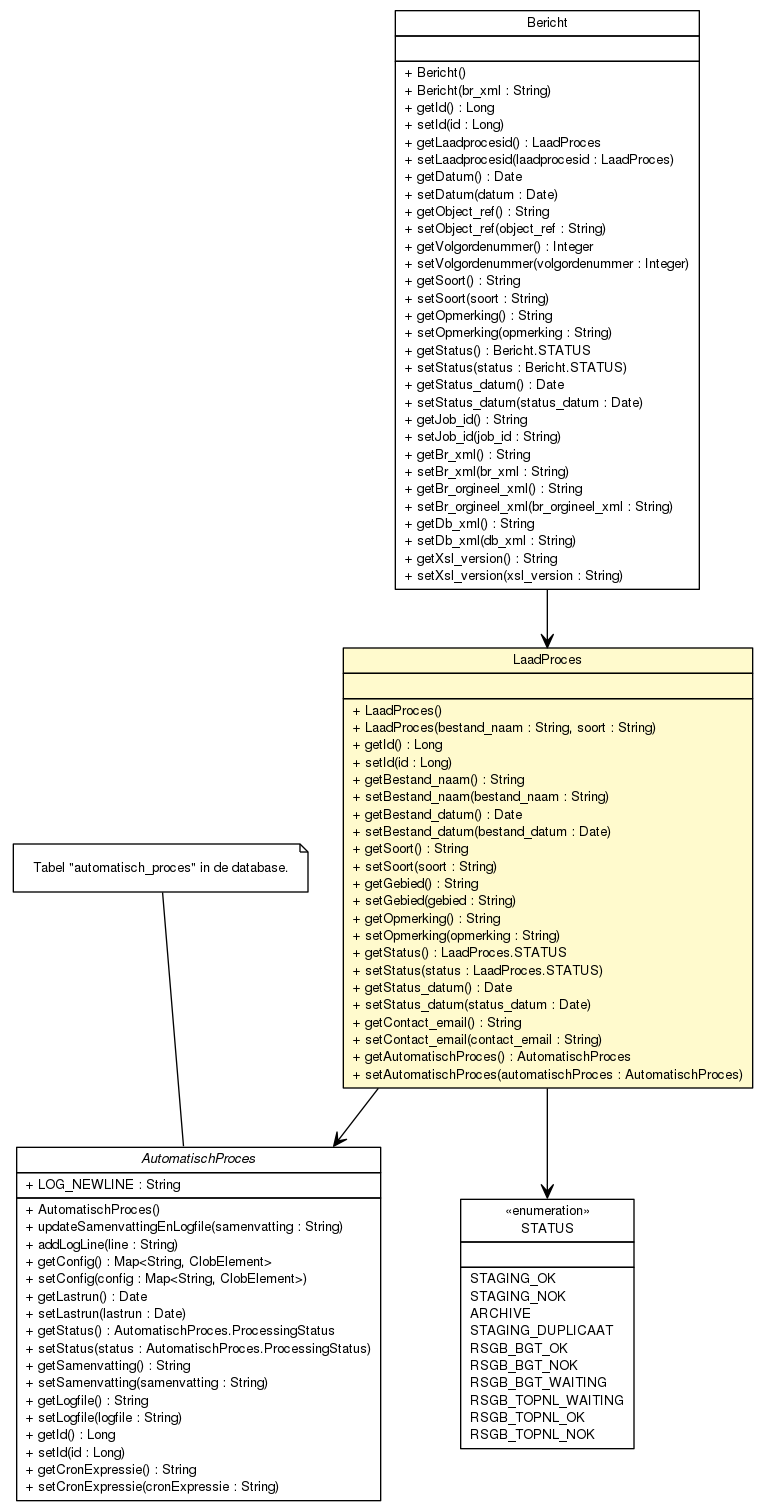 Bericht
+ Bericht()
+ Bericht(br_xml : String)
+ getId() : Long
+ setId(id : Long)
+ getLaadprocesid() : LaadProces
+ setLaadprocesid(laadprocesid : LaadProces)
+ getDatum() : Date
+ setDatum(datum : Date)
+ getObject_ref() : String
+ setObject_ref(object_ref : String)
+ getVolgordenummer() : Integer
+ setVolgordenummer(volgordenummer : Integer)
+ getSoort() : String
+ setSoort(soort : String)
+ getOpmerking() : String
+ setOpmerking(opmerking : String)
+ getStatus() : Bericht.STATUS
+ setStatus(status : Bericht.STATUS)
+ getStatus_datum() : Date
+ setStatus_datum(status_datum : Date)
+ getJob_id() : String
+ setJob_id(job_id : String)
+ getBr_xml() : String
+ setBr_xml(br_xml : String)
+ getBr_orgineel_xml() : String
+ setBr_orgineel_xml(br_orgineel_xml : String)
+ getDb_xml() : String
+ setDb_xml(db_xml : String)
+ getXsl_version() : String
+ setXsl_version(xsl_version : String)
LaadProces
+ LaadProces()
+ LaadProces(bestand_naam : String, soort : String)
+ getId() : Long
+ setId(id : Long)
+ getBestand_naam() : String
+ setBestand_naam(bestand_naam : String)
+ getBestand_datum() : Date
+ setBestand_datum(bestand_datum : Date)
+ getSoort() : String
+ setSoort(soort : String)
+ getGebied() : String
+ setGebied(gebied : String)
+ getOpmerking() : String
+ setOpmerking(opmerking : String)
+ getStatus() : LaadProces.STATUS
+ setStatus(status : LaadProces.STATUS)
+ getStatus_datum() : Date
+ setStatus_datum(status_datum : Date)
+ getContact_email() : String
+ setContact_email(contact_email : String)
+ getAutomatischProces() : AutomatischProces
+ setAutomatischProces(automatischProces : AutomatischProces)
Tabel "automatisch_proces" in de database.
AutomatischProces
+ LOG_NEWLINE : String
+ AutomatischProces()
+ updateSamenvattingEnLogfile(samenvatting : String)
+ addLogLine(line : String)
+ getConfig() : Map<String, ClobElement>
+ setConfig(config : Map<String, ClobElement>)
+ getLastrun() : Date
+ setLastrun(lastrun : Date)
+ getStatus() : AutomatischProces.ProcessingStatus
+ setStatus(status : AutomatischProces.ProcessingStatus)
+ getSamenvatting() : String
+ setSamenvatting(samenvatting : String)
+ getLogfile() : String
+ setLogfile(logfile : String)
+ getId() : Long
+ setId(id : Long)
+ getCronExpressie() : String
+ setCronExpressie(cronExpressie : String)
«enumeration»
STATUS
STAGING_OK
STAGING_NOK
ARCHIVE
STAGING_DUPLICAAT
RSGB_BGT_OK
RSGB_BGT_NOK
RSGB_BGT_WAITING
RSGB_TOPNL_WAITING
RSGB_TOPNL_OK
RSGB_TOPNL_NOK